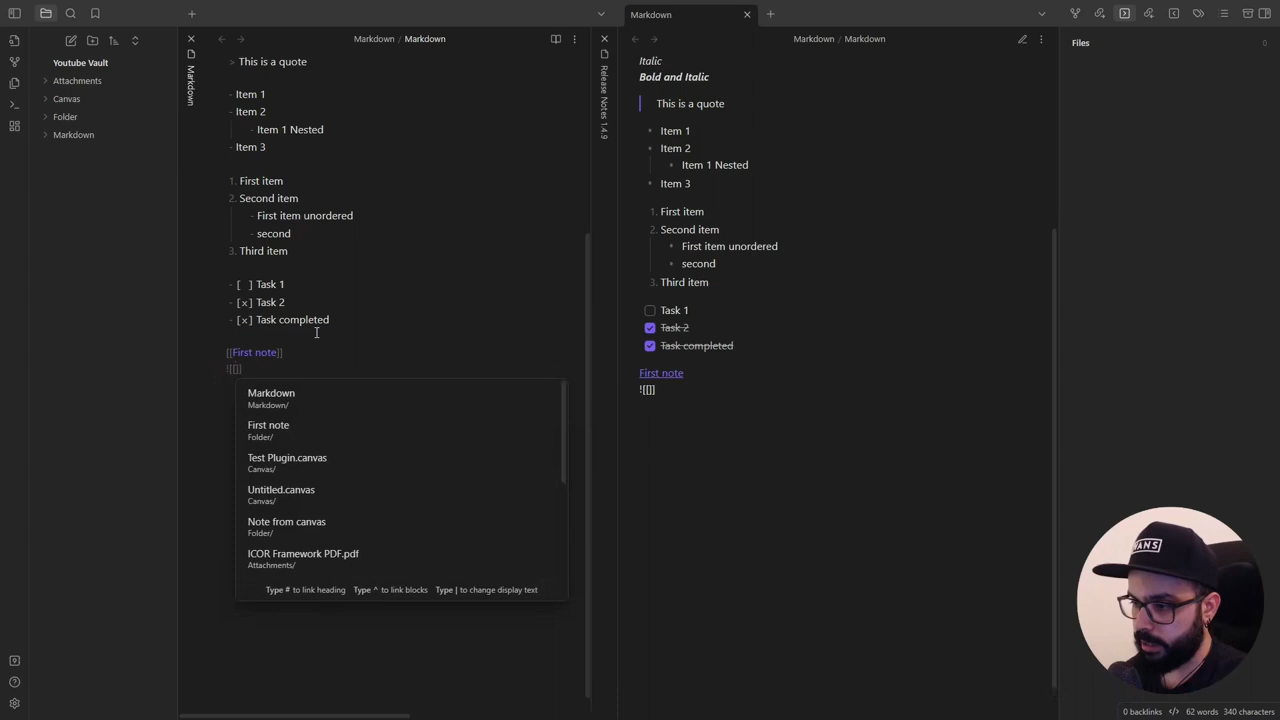 Markdown
Markdown / Markdown
Markdown / Markdown
Files
0
Youtube Vault
Attachments
Canvas
Folder
Markdown
Markdown
Release Notes 1.4.9
> This is a quote
- Item 1
- Item 2
- Item 1 Nested
- Item 3
1. First item
2. Second item
- First item unordered
- second
3. Third item
- [ ] Task 1
- [x] Task 2
- [x] Task completed
[[First note]]
![[]]
Markdown
Markdown/
First note
Folder/
Test Plugin.canvas
Canvas/
Untitled.canvas
Canvas/
Note from canvas
Folder/
ICOR Framework PDF.pdf
Attachments/
Type # to link heading Type ^ to link blocks Type | to change display text
Italic
Bold and Italic
This is a quote
Item 1
Item 2
Item 1 Nested
Item 3
1. First item
2. Second item
First item unordered
second
3. Third item
Task 1
Task 2
Task completed
First note
![[]]
VANS
0 backlinks </> 62 words 340 characters